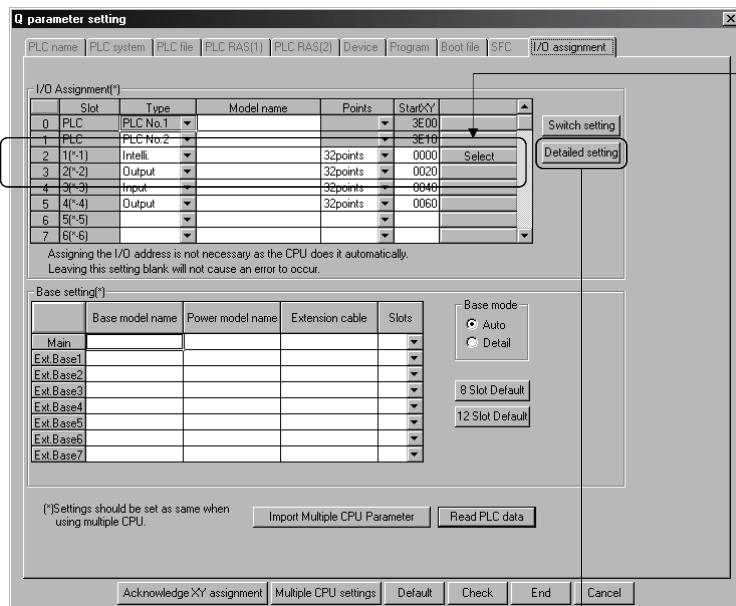 Q parameter setting
PLC name PLC system PLC file PLC RAS(1) PLC RAS(2) Device Program Boot file SFC I/O assignment
I/O Assignment(*)
Slot Type Model name Points StartXY
0 PLC PLC No.1 3E00
1 PLC PLC No.2 3E10
2 1(*-1) Intelli. 32points 0000 Select
3 2(*-2) Output 32points 0020
4 3(*-3) Input 32points 0040
5 4(*-4) Output 32points 0060
6 5(*-5)
7 6(*-6)
Switch setting
Detailed setting
Assigning the I/O address is not necessary as the CPU does it automatically.
Leaving this setting blank will not cause an error to occur.
Base setting(*)
Base model name Power model name Extension cable Slots
Main
Ext.Base1
Ext.Base2
Ext.Base3
Ext.Base4
Ext.Base5
Ext.Base6
Ext.Base7
Base mode
Auto
Detail
8 Slot Default
12 Slot Default
(*)Settings should be set as same when
using multiple CPU.
Import Multiple CPU Parameter Read PLC data
Acknowledge XY assignment Multiple CPU settings Default Check End Cancel